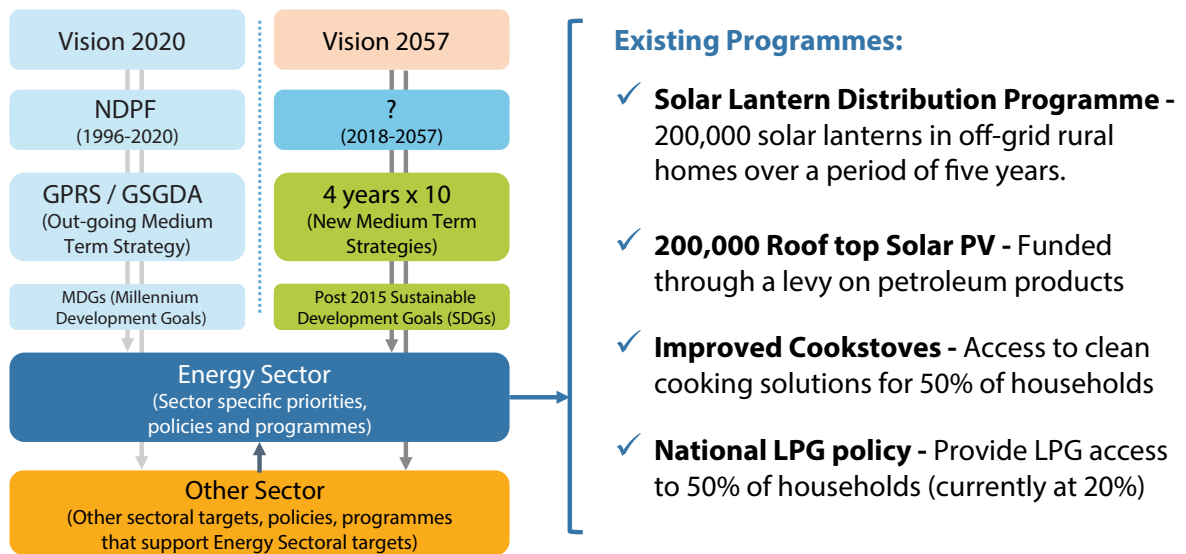 Vision 2020
NDPF
(1996-2020)
GPRS / GSGDA
(Out-going Medium
Term Strategy)
MDGs (Millennium
Development Goals)
Vision 2057
?
(2018-2057)
4 years x 10
(New Medium Term
Strategies)
Post 2015 Sustainable
Development Goals (SDGs)
Energy Sector
(Sector specific priorities,
policies and programmes)
Other Sector
(Other sectoral targets, policies, programmes
that support Energy Sectoral targets)
Existing Programmes:
✓ Solar Lantern Distribution Programme -
200,000 solar lanterns in off-grid rural
homes over a period of five years.
✓ 200,000 Roof top Solar PV - Funded
through a levy on petroleum products
✓ Improved Cookstoves - Access to clean
cooking solutions for 50% of households
✓ National LPG policy - Provide LPG access
to 50% of households (currently at 20%)